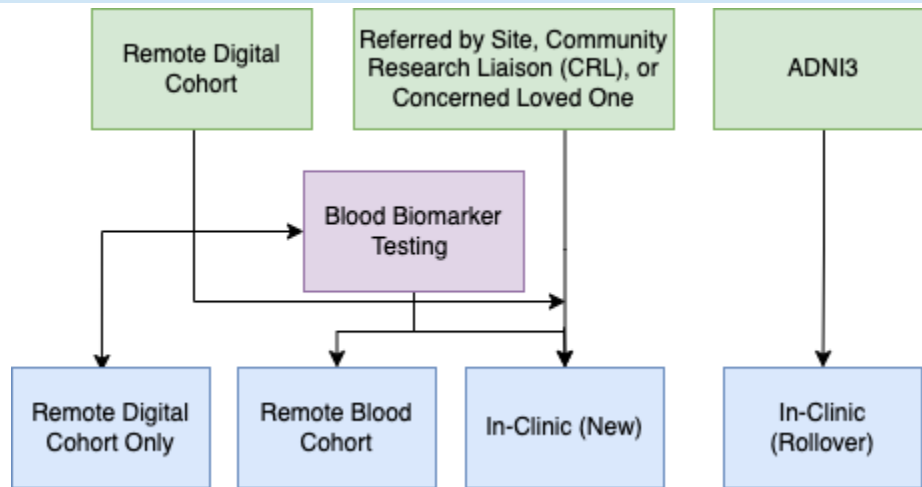 Remote Digital
Cohort
Referred by Site, Community
Research Liaison (CRL), or
Concerned Loved One
ADNI3
Blood Biomarker
Testing
Remote Digital
Cohort Only
Remote Blood
Cohort
In-Clinic (New)
In-Clinic
(Rollover)